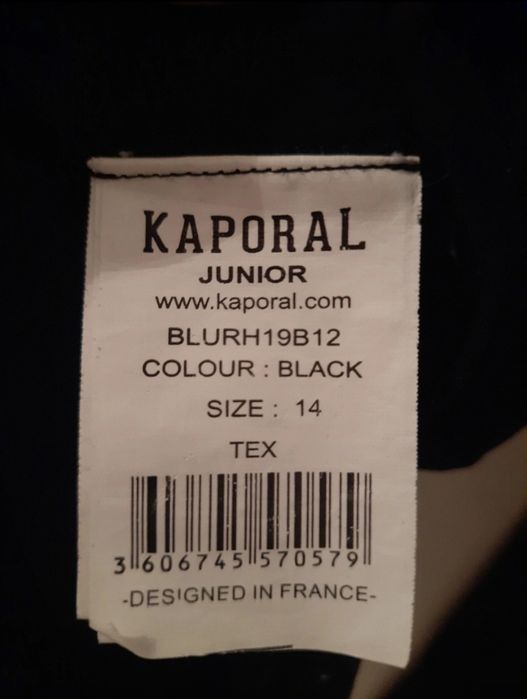 KAPORAL
JUNIOR
www.kaporal.com
BLURH19B12
COLOUR : BLACK
SIZE : 14
TEX
3 606745 570579
-DESIGNED IN FRANCE-